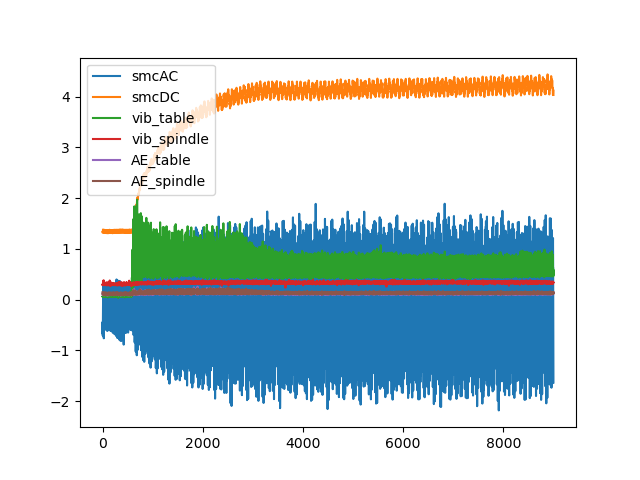 smcAC
smcDC
vib_table
vib_spindle
AE_table
AE_spindle
4
3
2
1
0
−1
−2
0
2000
4000
6000
8000